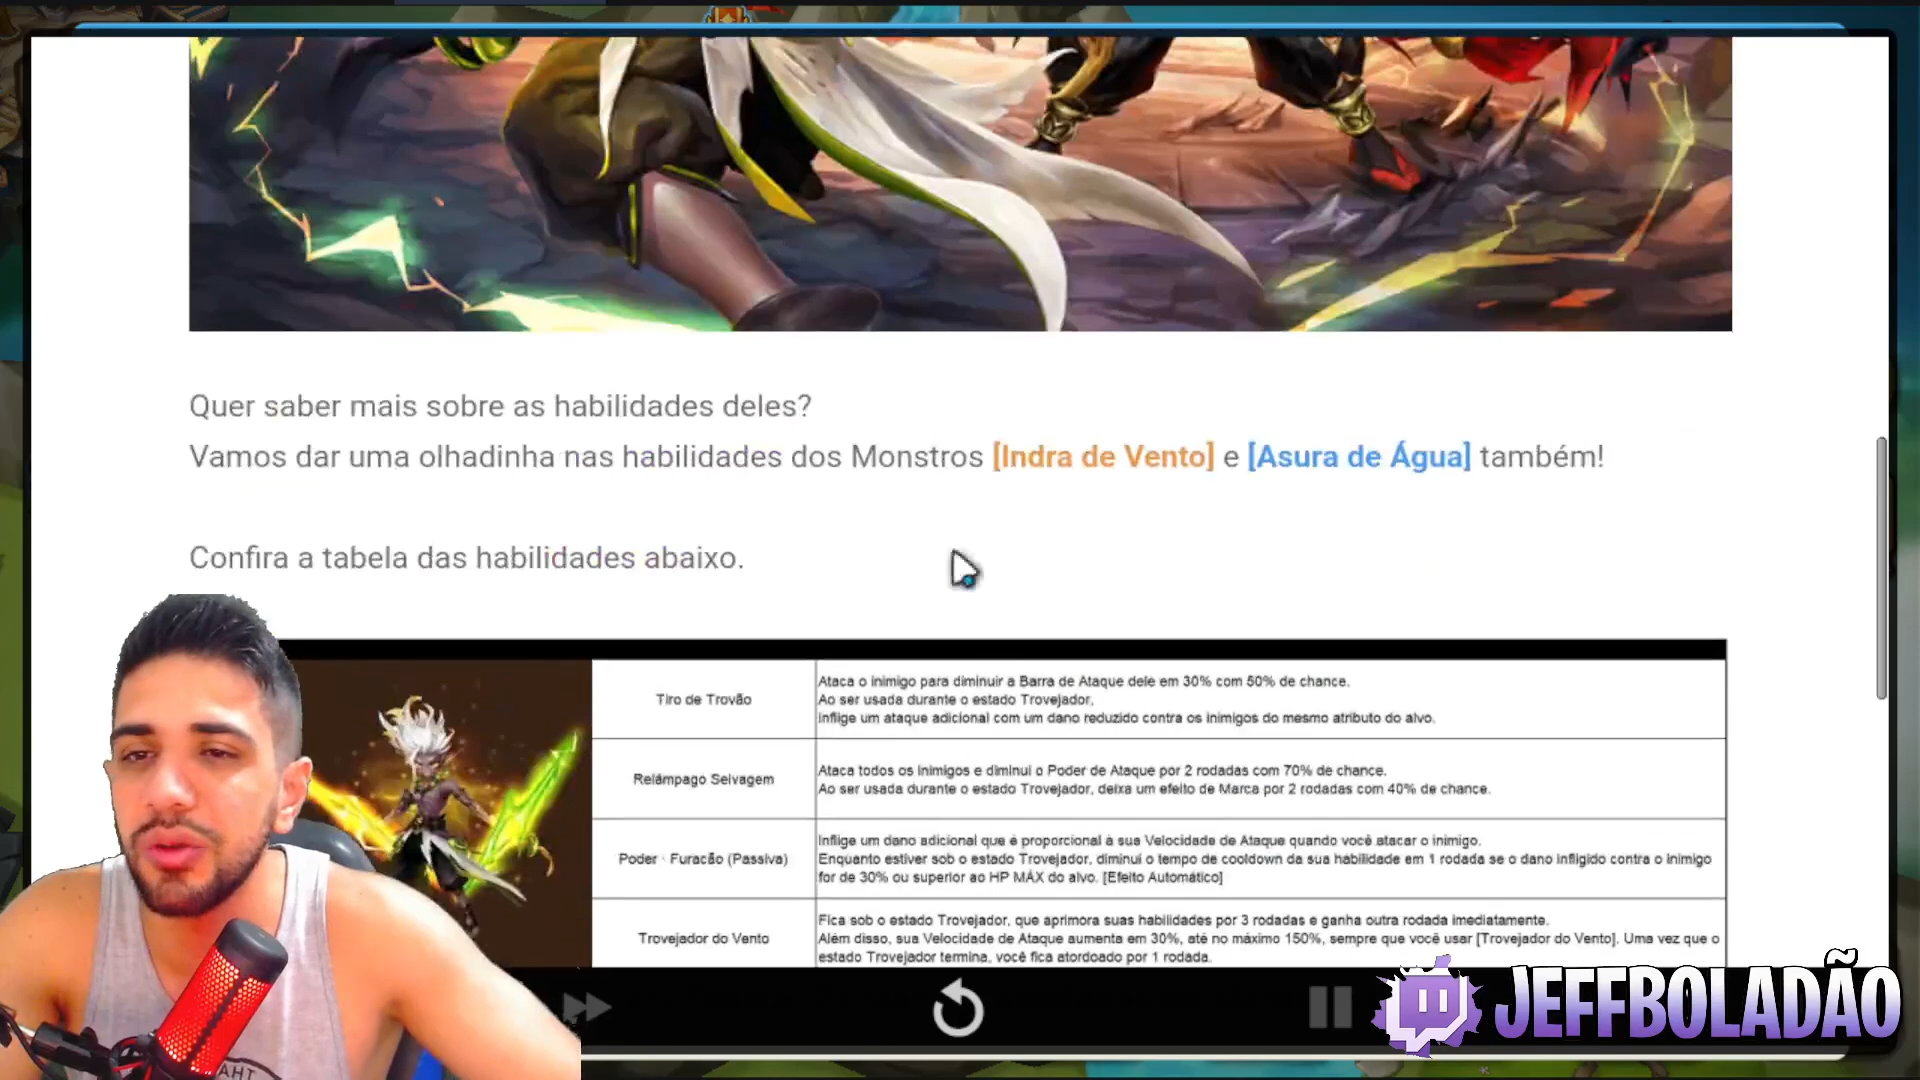 Quer saber mais sobre as habilidades deles?
Vamos dar uma olhadinha nas habilidades dos Monstros [Indra de Vento] e [Asura de Água] também!
Confira a tabela das habilidades abaixo.
Tiro de Trovão
Ataca o inimigo para diminuir a Barra de Ataque dele em 30% com 50% de chance.
Ao ser usada durante o estado Trovejador,
inflige um ataque adicional com um dano reduzido contra os inimigos do mesmo atributo do alvo.
Relâmpago Selvagem
Ataca todos os inimigos e diminui o Poder de Ataque por 2 rodadas com 70% de chance.
Ao ser usada durante o estado Trovejador, deixa um efeito de Marca por 2 rodadas com 40% de chance.
Poder · Furacão (Passiva)
Inflige um dano adicional que é proporcional à sua Velocidade de Ataque quando você atacar o inimigo.
Enquanto estiver sob o estado Trovejador, diminui o tempo de cooldown da sua habilidade em 1 rodada se o dano infligido contra o inimigo
for de 30% ou superior ao HP MÁX do alvo. [Efeito Automático]
Trovejador do Vento
Fica sob o estado Trovejador, que aprimora suas habilidades por 3 rodadas e ganha outra rodada imediatamente.
Além disso, sua Velocidade de Ataque aumenta em 30%, até no máximo 150%, sempre que você usar [Trovejador do Vento]. Uma vez que o
estado Trovejador termina, você fica atordoado por 1 rodada.
JEFFBOLADÃO